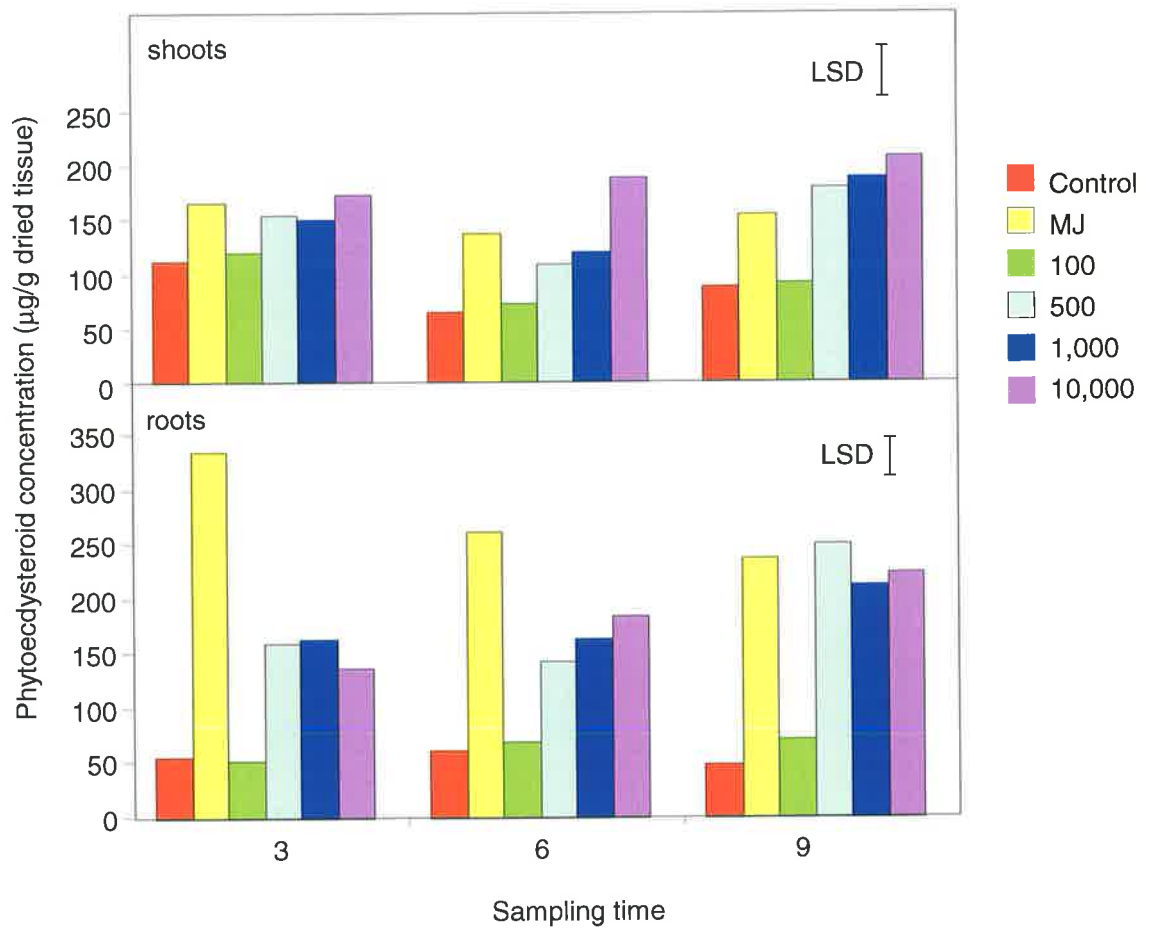 shoots
LSD
250
200
150
100
50
0
roots
LSD
350
300
250
200
150
100
50
0
3 6 9
Sampling time
Phytoecdysteroid concentration (µg/g dried tissue)
Control
MJ
100
500
1,000
10,000